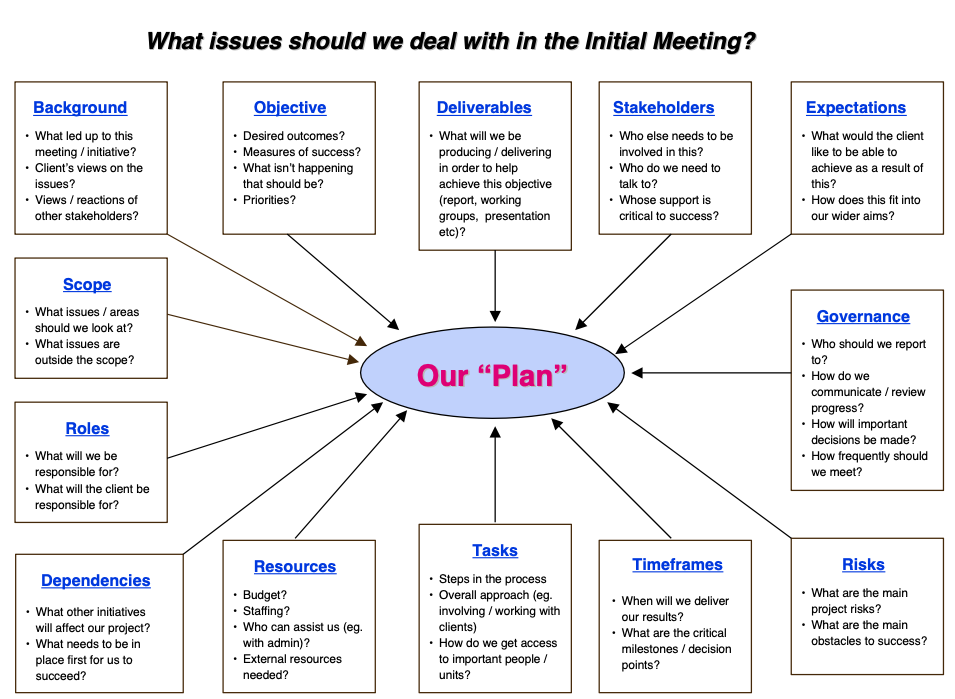 What issues should we deal with in the Initial Meeting?
Background
• What led up to this
meeting / initiative?
• Client’s views on the
issues?
• Views / reactions of
other stakeholders?
Objective
• Desired outcomes?
• Measures of success?
• What isn’t happening
that should be?
• Priorities?
Deliverables
• What will we be
producing / delivering
in order to help
achieve this objective
(report, working
groups, presentation
etc)?
Stakeholders
• Who else needs to be
involved in this?
• Who do we need to
talk to?
• Whose support is
critical to success?
Expectations
• What would the client
like to be able to
achieve as a result of
this?
• How does this fit into
our wider aims?
Scope
• What issues / areas
should we look at?
• What issues are
outside the scope?
Our “Plan”
Governance
• Who should we report
to?
• How do we
communicate / review
progress?
• How will important
decisions be made?
• How frequently should
we meet?
Roles
• What will we be
responsible for?
• What will the client be
responsible for?
Dependencies
• What other initiatives
will affect our project?
• What needs to be in
place first for us to
succeed?
Resources
• Budget?
• Staffing?
• Who can assist us (eg.
with admin)?
• External resources
needed?
Tasks
• Steps in the process
• Overall approach (eg.
involving / working with
clients)
• How do we get access
to important people /
units?
Timeframes
• When will we deliver
our results?
• What are the critical
milestones / decision
points?
Risks
• What are the main
project risks?
• What are the main
obstacles to success?